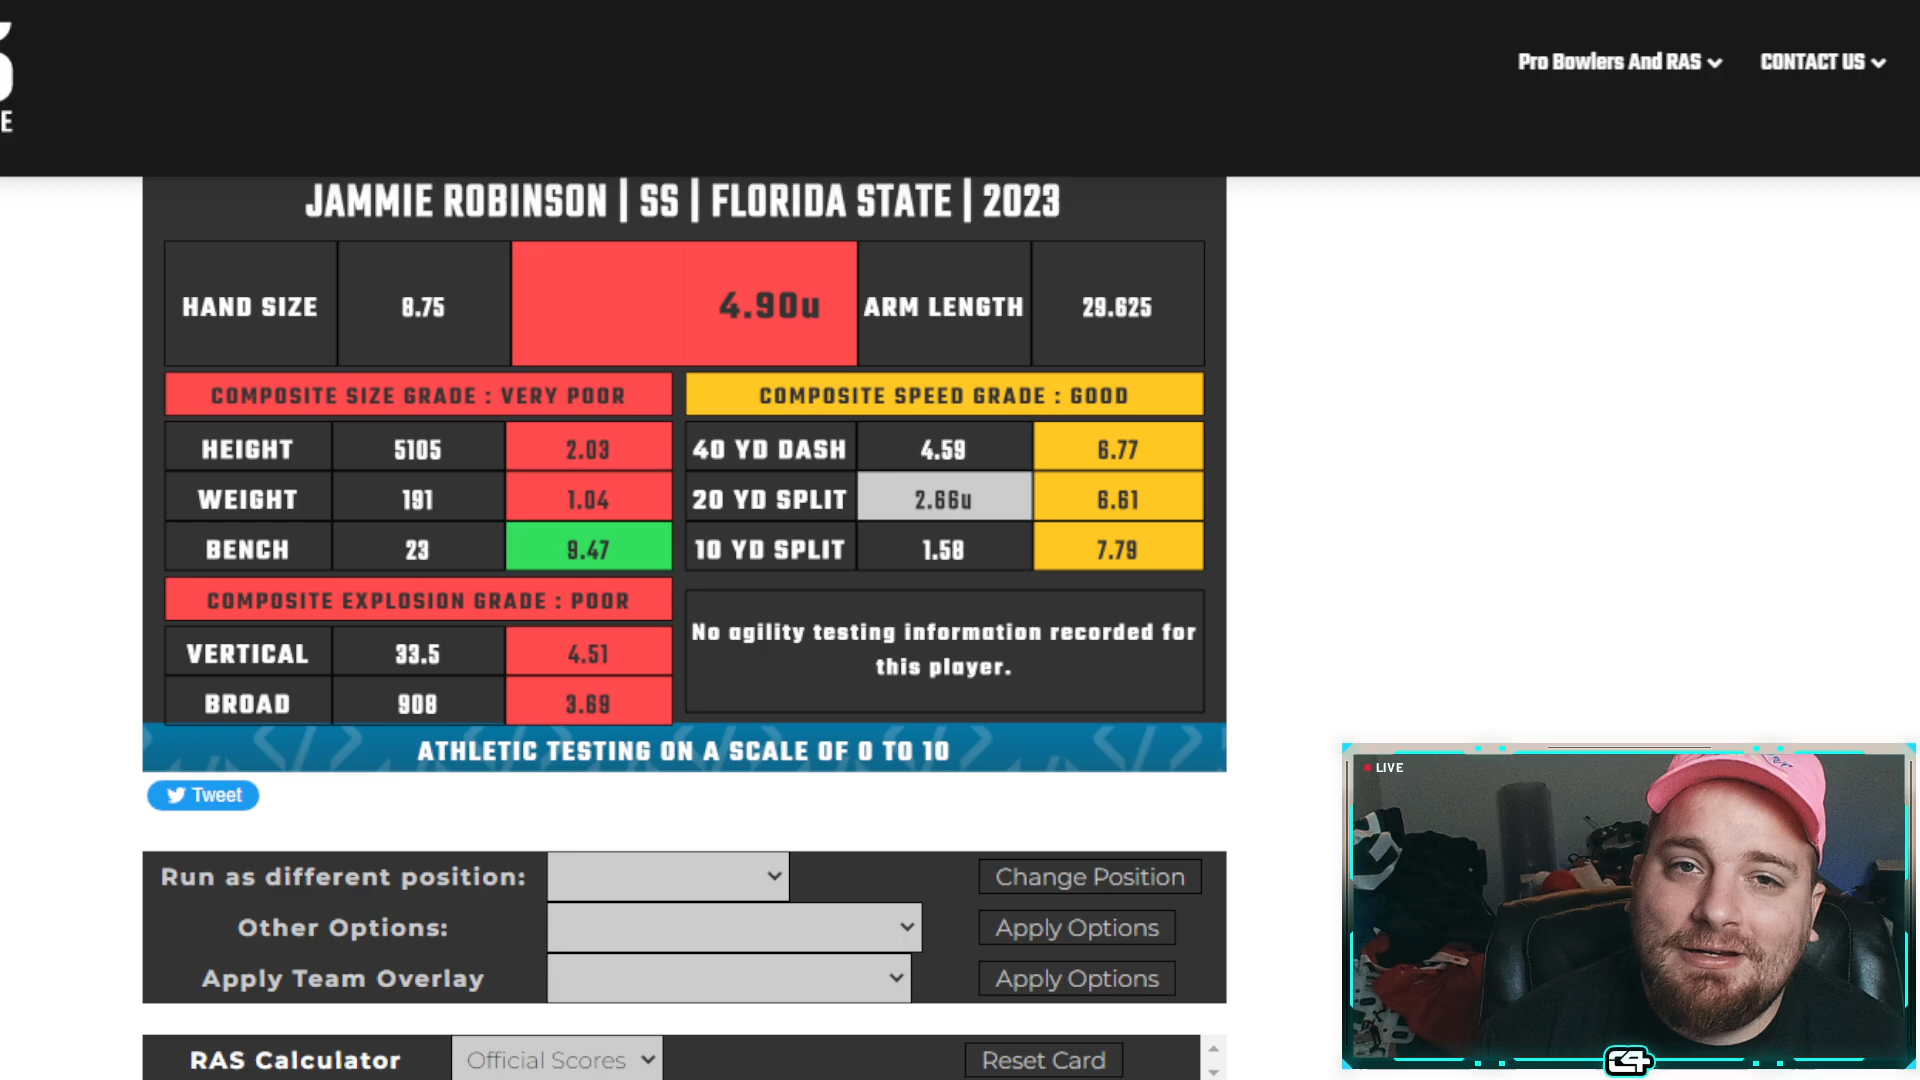 E
Pro Bowlers And RAS
CONTACT US
JAMMIE ROBINSON | SS | FLORIDA STATE | 2023
HAND SIZE 8.75 4.90u ARM LENGTH 29.625
COMPOSITE SIZE GRADE : VERY POOR
COMPOSITE SPEED GRADE : GOOD
HEIGHT 5105 2.03
40 YD DASH 4.59 6.77
WEIGHT 191 1.04
20 YD SPLIT 2.66u 6.61
BENCH 23 9.47
10 YD SPLIT 1.58 7.79
COMPOSITE EXPLOSION GRADE : POOR
No agility testing information recorded for
this player.
VERTICAL 33.5 4.51
BROAD 908 3.69
ATHLETIC TESTING ON A SCALE OF 0 TO 10
Tweet
Run as different position:
Change Position
Other Options:
Apply Options
Apply Team Overlay
Apply Options
RAS Calculator
Official Scores
Reset Card
LIVE